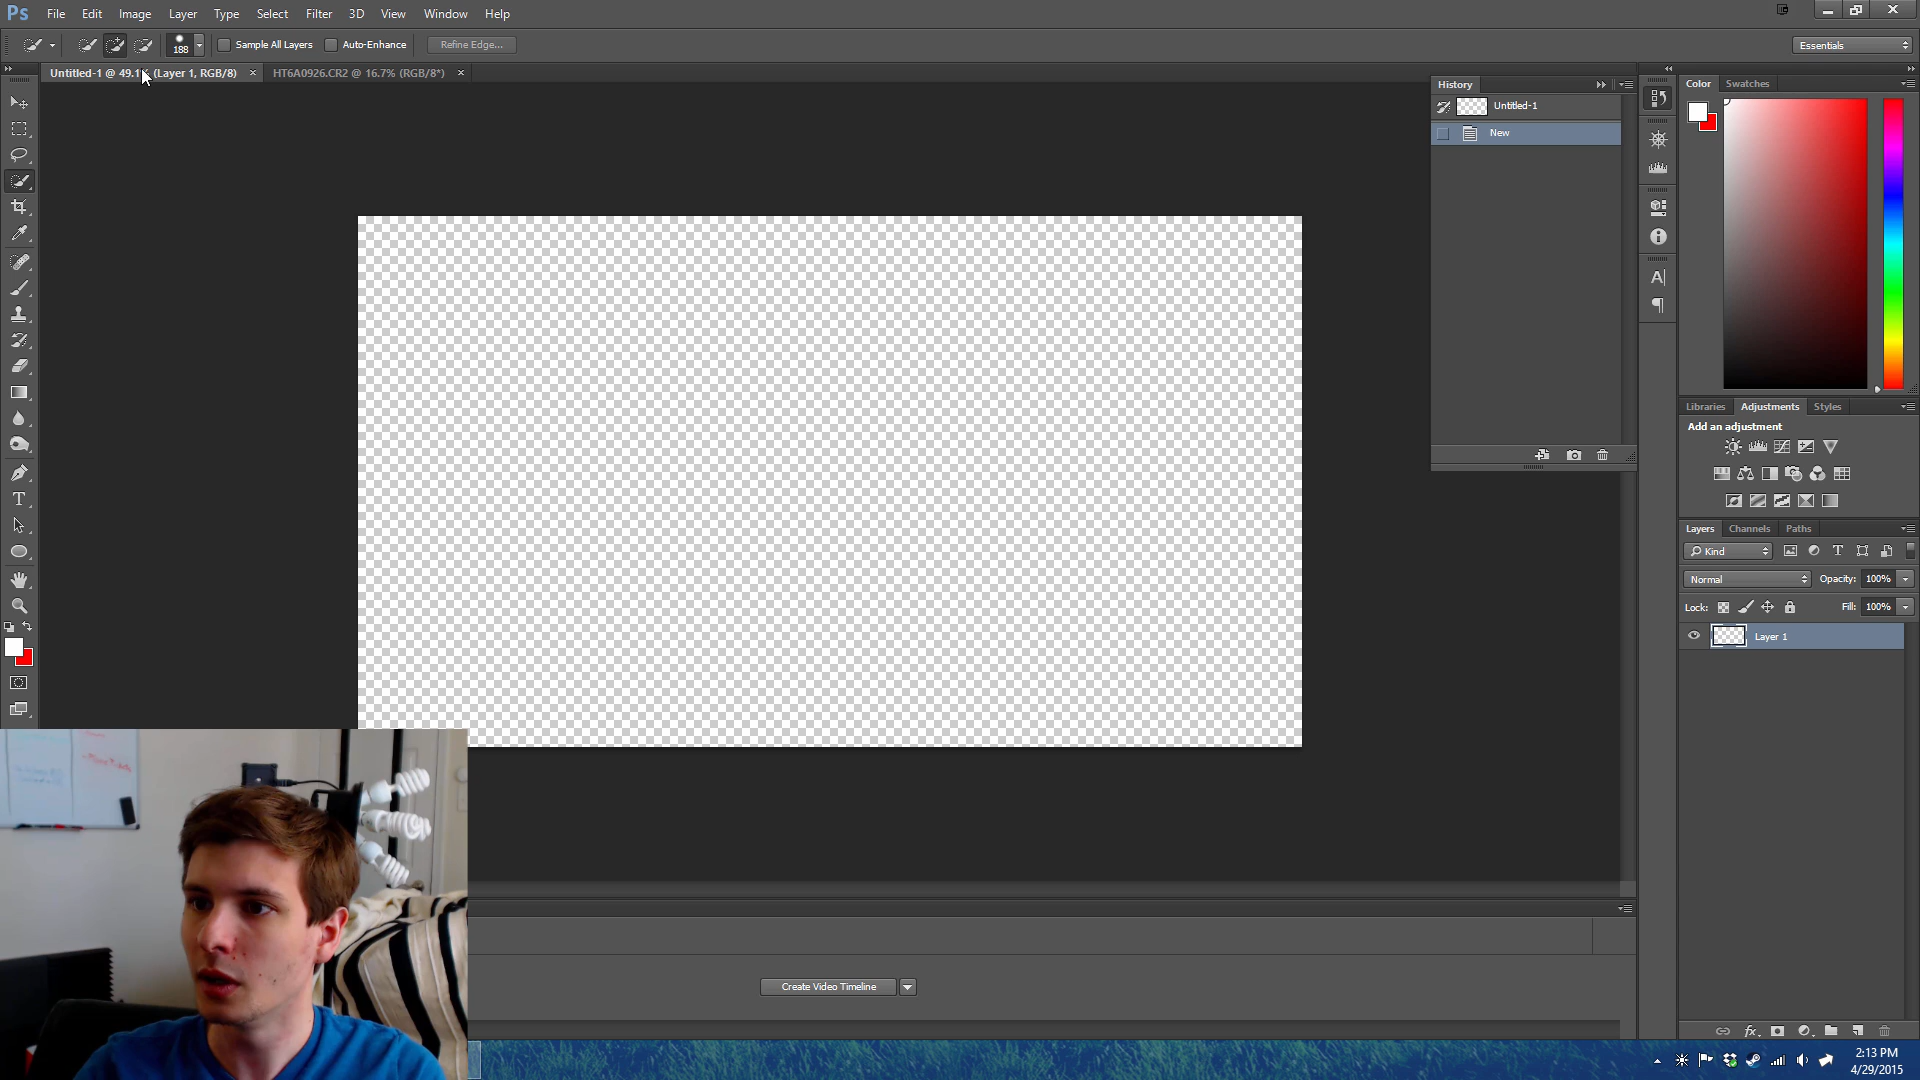 Ps File Edit Image Layer Type Select Filter 3D View Window Help
188 Sample All Layers Auto-Enhance Refine Edge... Essentials
Untitled-1 @ 49.1% (Layer 1, RGB/8) × HT6A0926.CR2 @ 16.7% (RGB/8*) ×
History
Untitled-1
New
Color Swatches
Libraries Adjustments Styles
Add an adjustment
Layers Channels Paths
Kind
Normal Opacity: 100%
Lock: Fill: 100%
Layer 1
Create Video Timeline
2:13 PM
4/29/2015